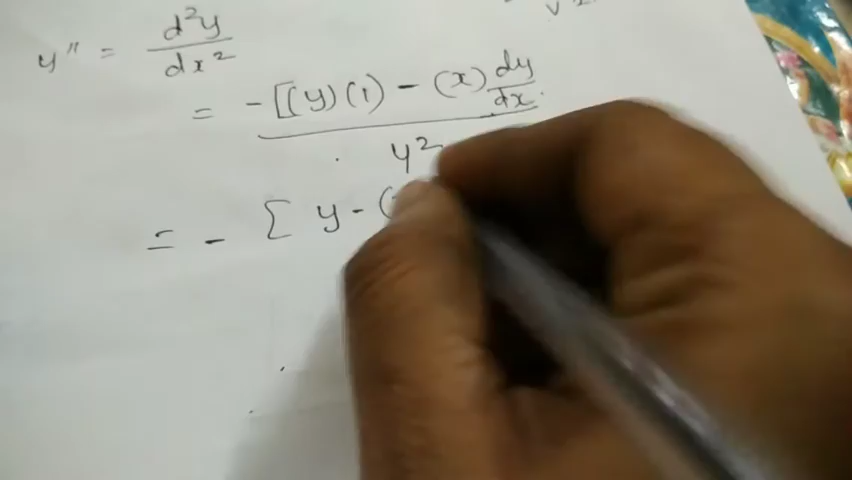 y'' = d²y/dx²
= -[(y)(1) - (x) dy/dx] / y²
= - [ y - (